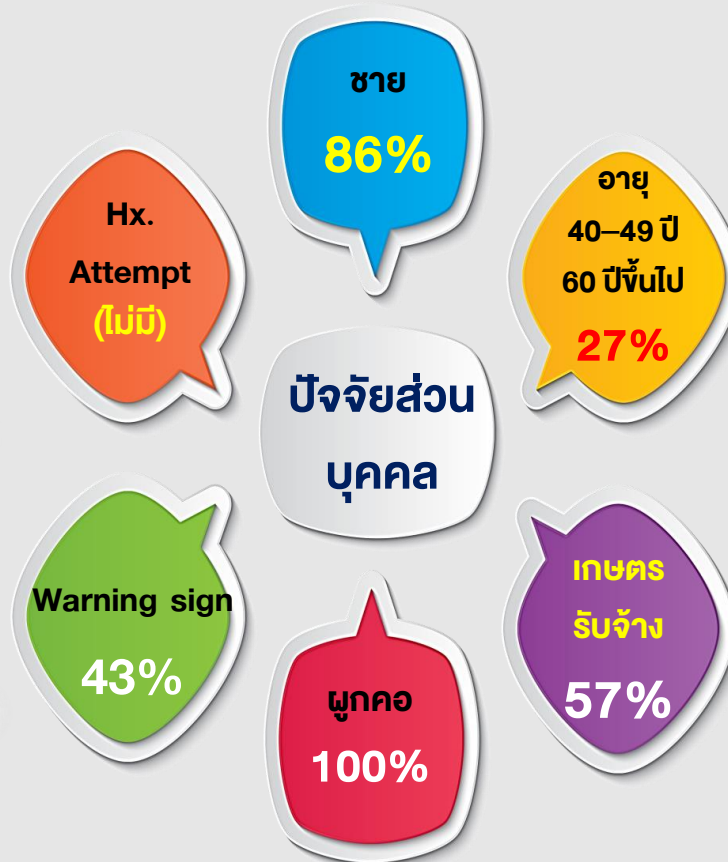 ชาย
86%
Hx.
Attempt
(ไม่มี)
อายุ
40–49 ปี
60 ปีขึ้นไป
27%
ปัจจัยส่วน
บุคคล
Warning sign
43%
ผูกคอ
100%
เกษตร
รับจ้าง
57%